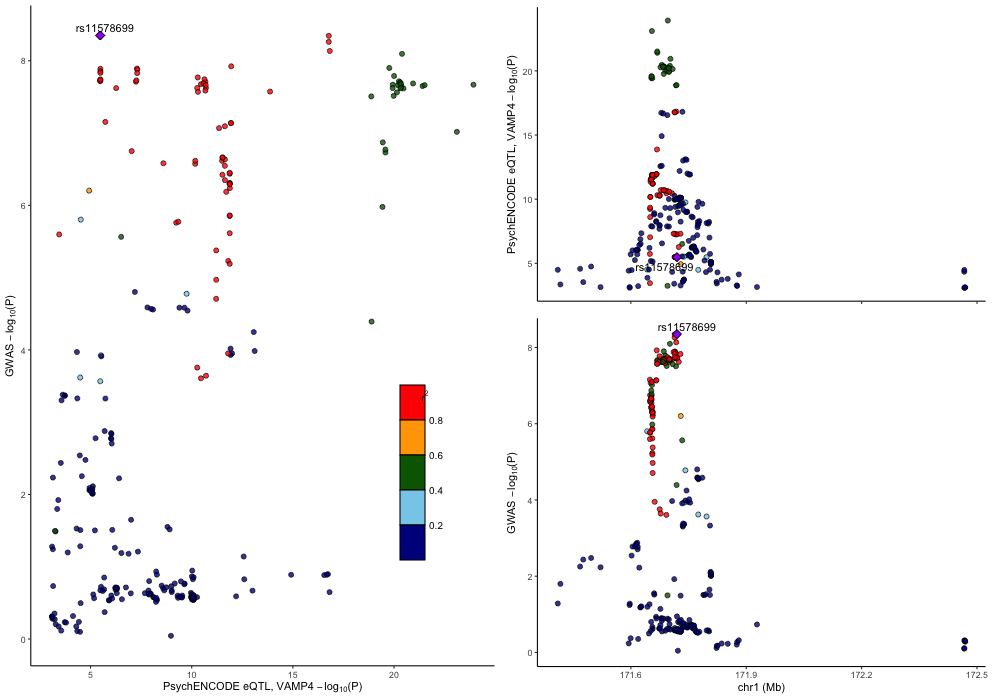 rs11578699
8
6
4
2
0
GWAS – log10(P)
5
10
15
20
PsychENCODE eQTL, VAMP4 – log10(P)
r2
0.8
0.6
0.4
0.2
20
15
10
5
PsychENCODE eQTL, VAMP4 – log10(P)
rs11578699
rs11578699
8
6
4
2
0
GWAS – log10(P)
171.6
171.9
172.2
172.5
chr1 (Mb)